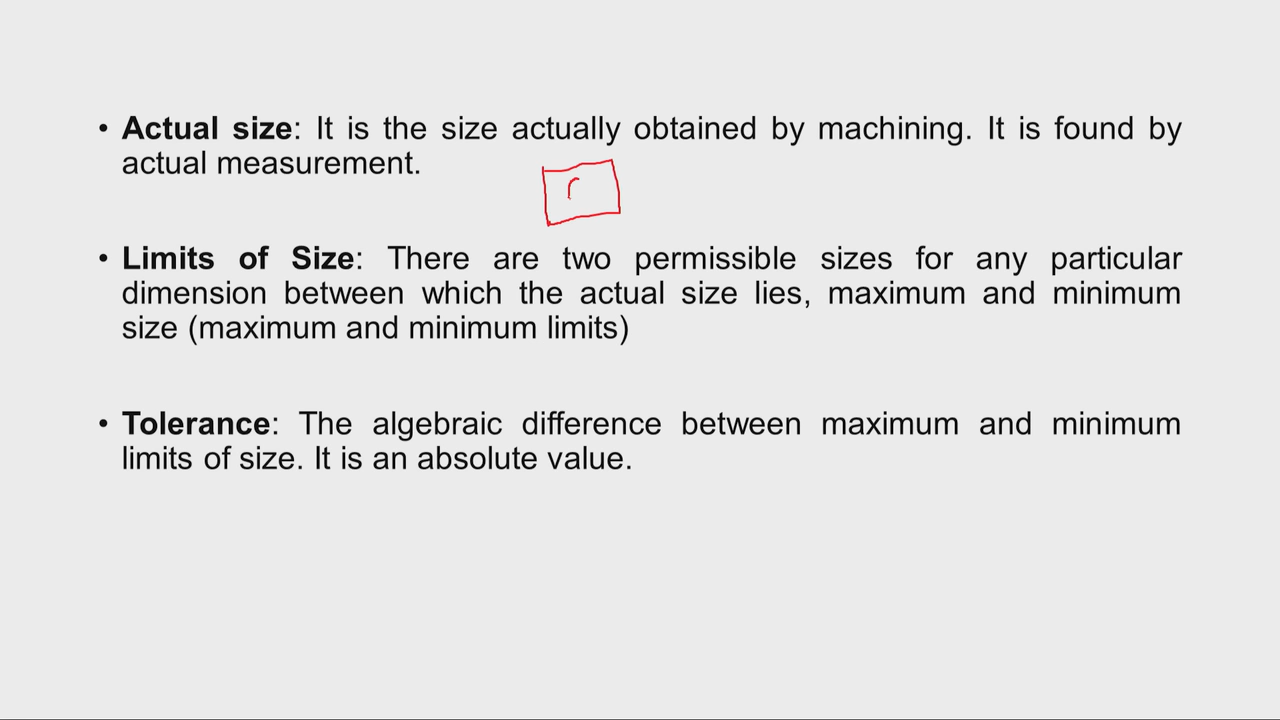 • Actual size: It is the size actually obtained by machining. It is found by
actual measurement.
• Limits of Size: There are two permissible sizes for any particular
dimension between which the actual size lies, maximum and minimum
size (maximum and minimum limits)
• Tolerance: The algebraic difference between maximum and minimum
limits of size. It is an absolute value.